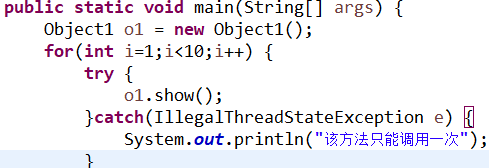 public static void main(String[] args) {
Object1 o1 = new Object1();
for(int i=1;i<10;i++) {
try {
o1.show();
}catch(IllegalThreadStateException e) {
System.out.println("该方法只能调用一次");
}